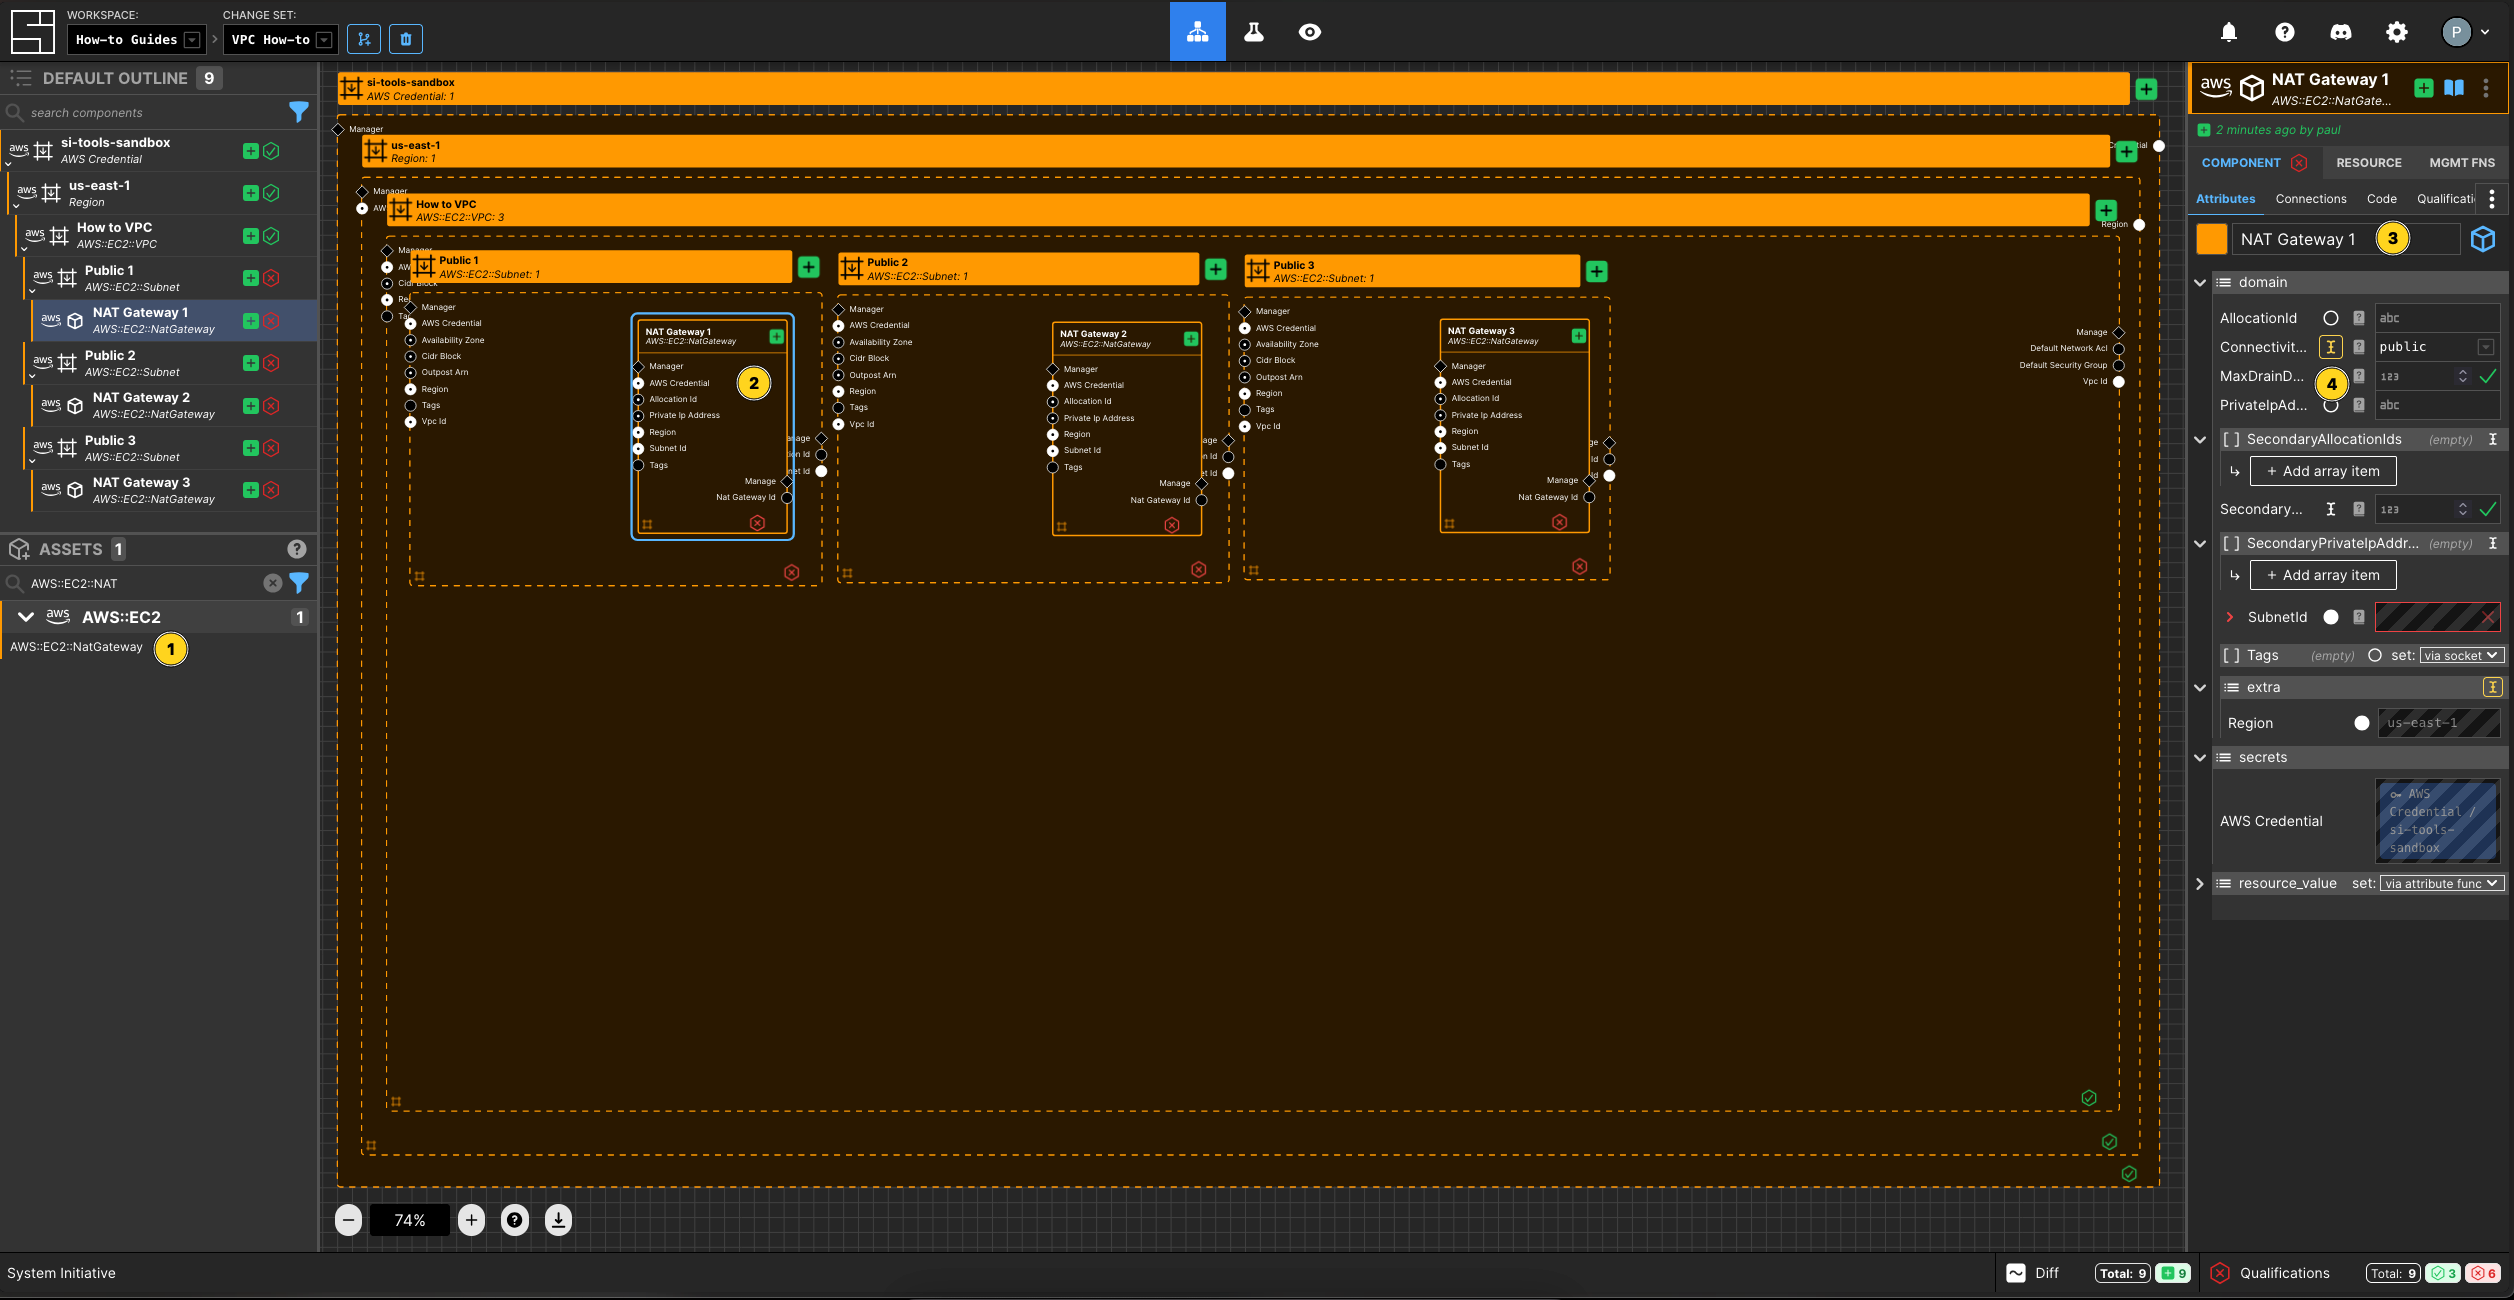 WORKSPACE:
How-to Guides
CHANGE SET:
VPC How-to
P
DEFAULT OUTLINE 9
search components
aws si-tools-sandbox
AWS Credential
aws us-east-1
Region
aws How to VPC
AWS::EC2::VPC
aws Public 1
AWS::EC2::Subnet
aws NAT Gateway 1
AWS::EC2::NatGateway
aws Public 2
AWS::EC2::Subnet
aws NAT Gateway 2
AWS::EC2::NatGateway
aws Public 3
AWS::EC2::Subnet
aws NAT Gateway 3
AWS::EC2::NatGateway
ASSETS 1
AWS::EC2::NAT
aws AWS::EC2 1
AWS::EC2::NatGateway 1
si-tools-sandbox
AWS Credential: 1
Manager
us-east-1
Region: 1
Manager
How to VPC
AWS::EC2::VPC: 3
Region
Public 1
AWS::EC2::Subnet: 1
Manager
AWS Credential
Availability Zone
Cidr Block
Outpost Arn
Region
Tags
Vpc Id
NAT Gateway 1
AWS::EC2::NatGateway
Manager
AWS Credential
2
Allocation Id
Private Ip Address
Region
Subnet Id
Tags
Manage
Nat Gateway Id
Public 2
AWS::EC2::Subnet: 1
Manager
AWS Credential
Availability Zone
Cidr Block
Outpost Arn
Region
Tags
Vpc Id
NAT Gateway 2
AWS::EC2::NatGateway
Manager
AWS Credential
Allocation Id
Private Ip Address
Region
Subnet Id
Tags
Manage
Nat Gateway Id
Public 3
AWS::EC2::Subnet: 1
Manager
AWS Credential
Availability Zone
Cidr Block
Outpost Arn
Region
Tags
Vpc Id
NAT Gateway 3
AWS::EC2::NatGateway
Manager
AWS Credential
Allocation Id
Private Ip Address
Region
Subnet Id
Tags
Manage
Nat Gateway Id
Manage
Default Network Acl
Default Security Group
Vpc Id
74%
aws NAT Gateway 1
AWS::EC2::NatGate...
2 minutes ago by paul
COMPONENT RESOURCE MGMT FNS
Attributes Connections Code Qualificati
NAT Gateway 1 3
domain
AllocationId abc
Connectivit... public
MaxDrainD... 4 123
PrivateIpAd... abc
[ ] SecondaryAllocationIds (empty)
+ Add array item
Secondary... 123
[ ] SecondaryPrivateIpAddr... (empty)
+ Add array item
SubnetId
[ ] Tags (empty) set: via socket
extra
Region us-east-1
secrets
AWS Credential
AWS
Credential /
si-tools-
sandbox
resource_value set: via attribute func
System Initiative
Diff Total: 9 9
Qualifications Total: 9 3 6